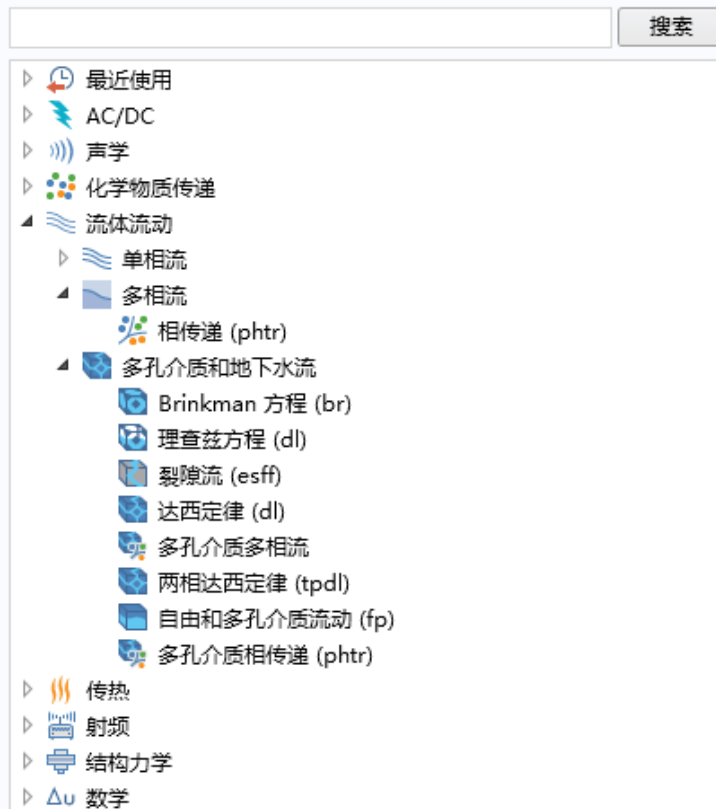 搜索
最近使用
AC/DC
声学
化学物质传递
流体流动
单相流
多相流
相传递 (phtr)
多孔介质和地下水流
Brinkman 方程 (br)
理查兹方程 (dl)
裂隙流 (esff)
达西定律 (dl)
多孔介质多相流
两相达西定律 (tpdl)
自由和多孔介质流动 (fp)
多孔介质相传递 (phtr)
传热
射频
结构力学
Δu 数学